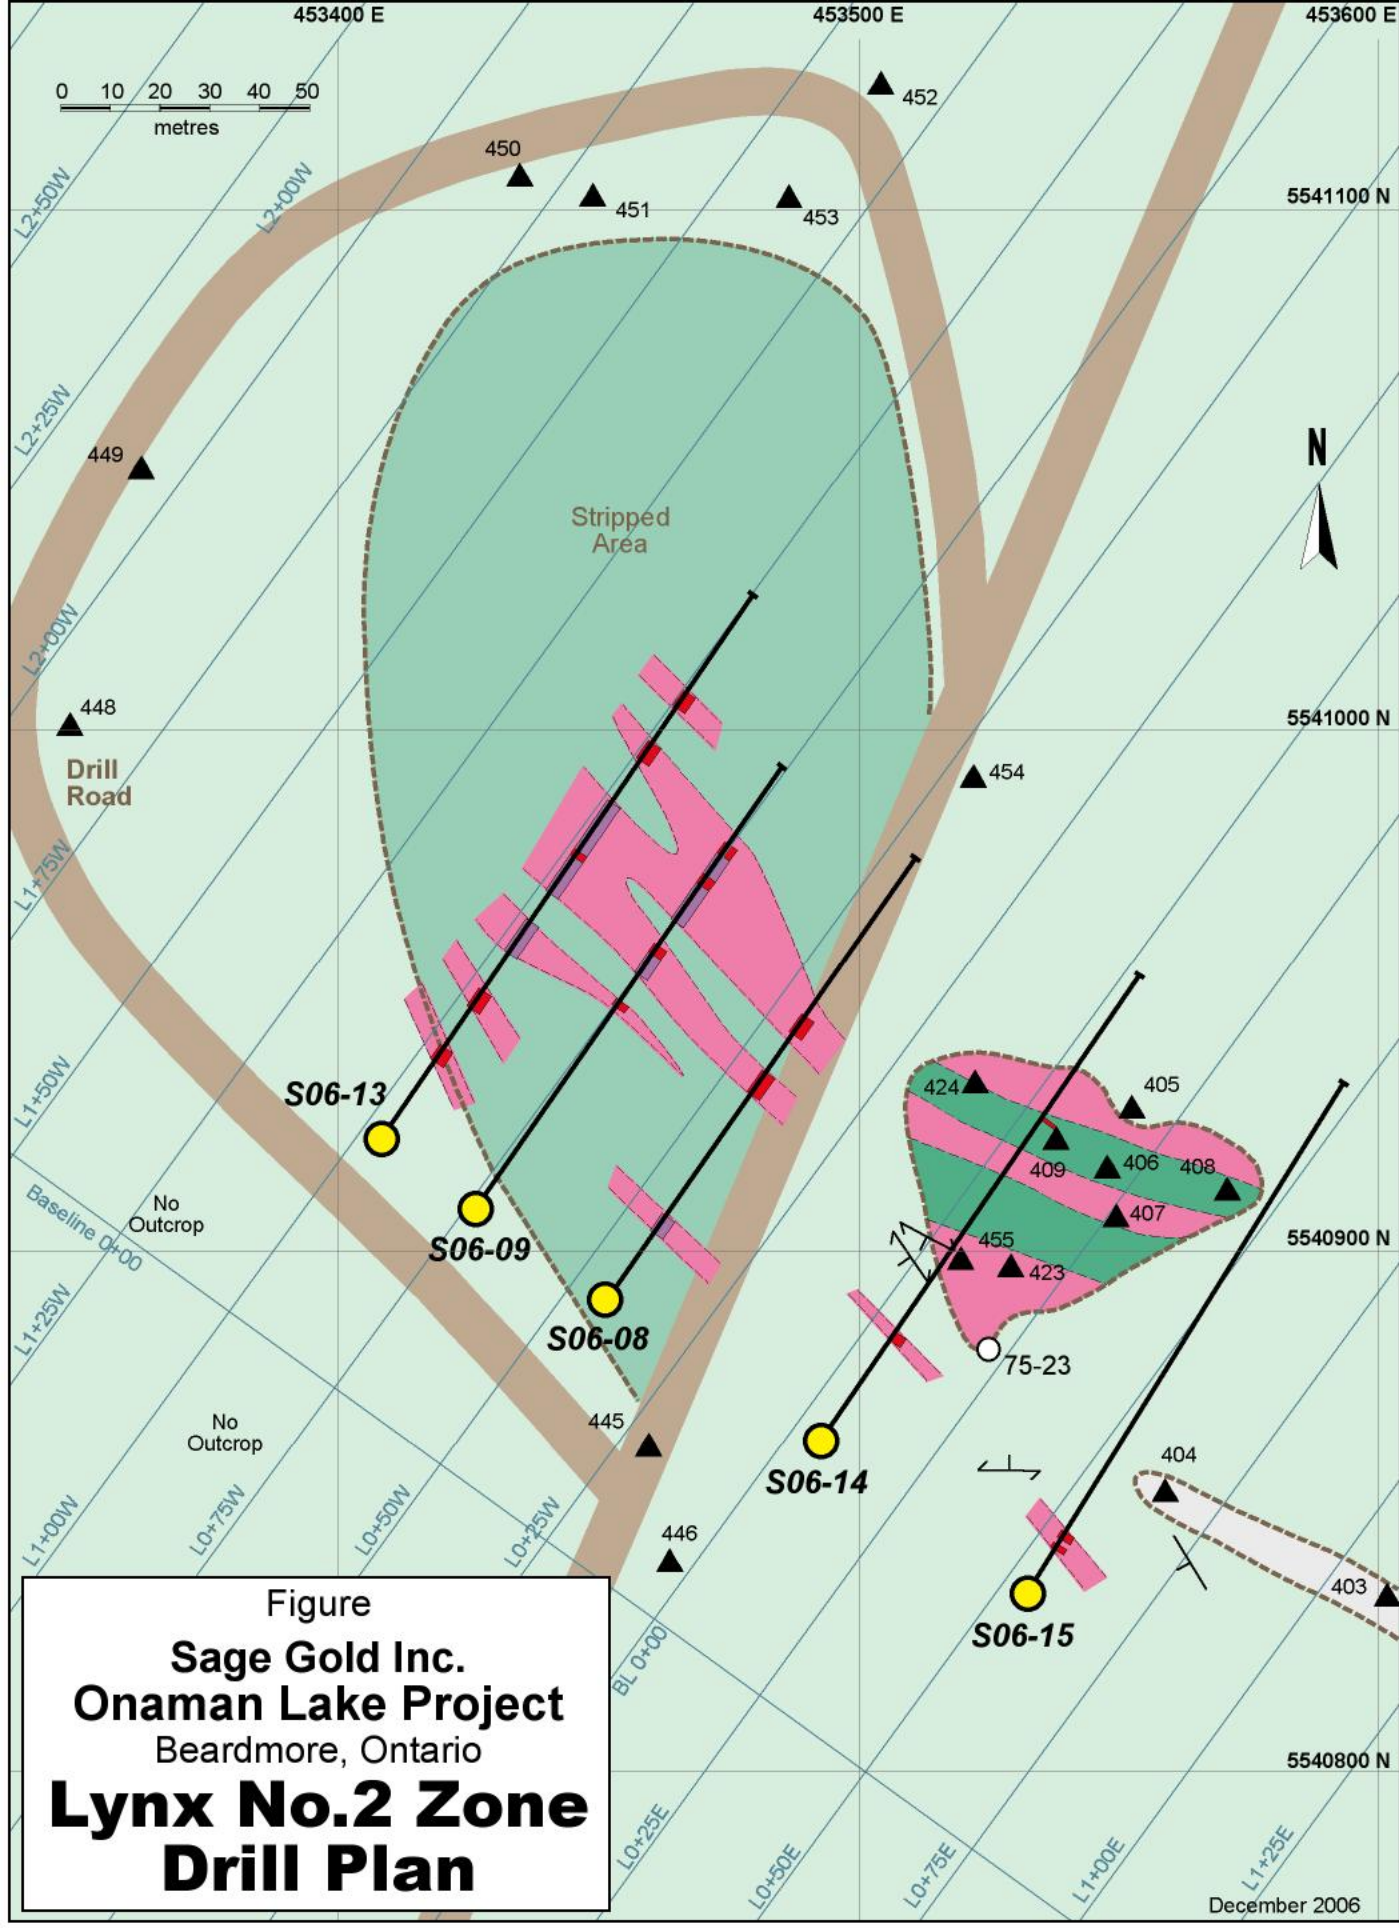 453400 E
453500 E
453600 E
0 10 20 30 40 50
metres
452
450
451
453
5541100 N
L2+50W
L2+00W
L2+25W
449
N
Stripped
Area
L2+00W
448
5541000 N
Drill
Road
454
L1+75W
S06-13
424
405
L1+50W
409
406
408
407
No
Outcrop
Baseline 0+00
S06-09
455
423
5540900 N
L1+25W
S06-08
75-23
No
Outcrop
445
S06-14
404
L1+00W
L0+75W
L0+50W
L0+25W
446
403
S06-15
BL 0+00
Figure
Sage Gold Inc.
Onaman Lake Project
Beardmore, Ontario
Lynx No.2 Zone
Drill Plan
5540800 N
L0+25E
L0+50E
L0+75E
L1+00E
L1+25E
December 2006